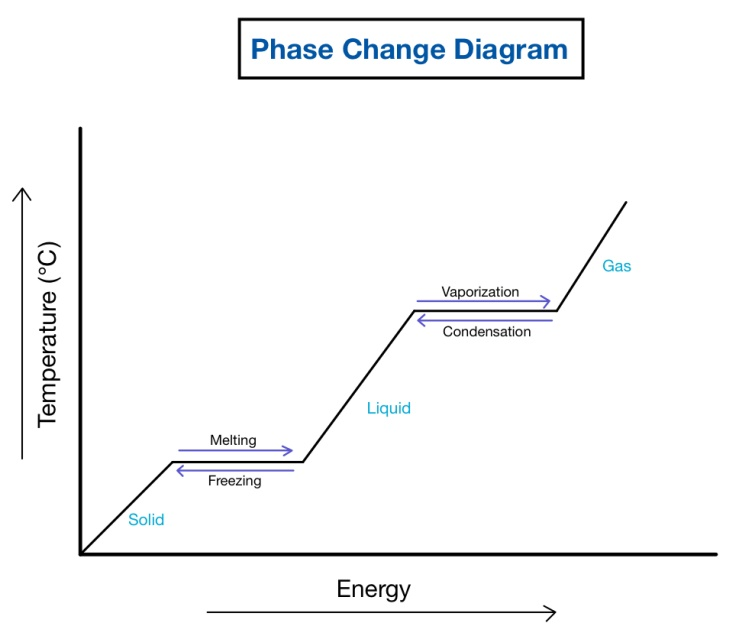 Phase Change Diagram
Temperature (°C)
Gas
Vaporization
Condensation
Liquid
Melting
Freezing
Solid
Energy